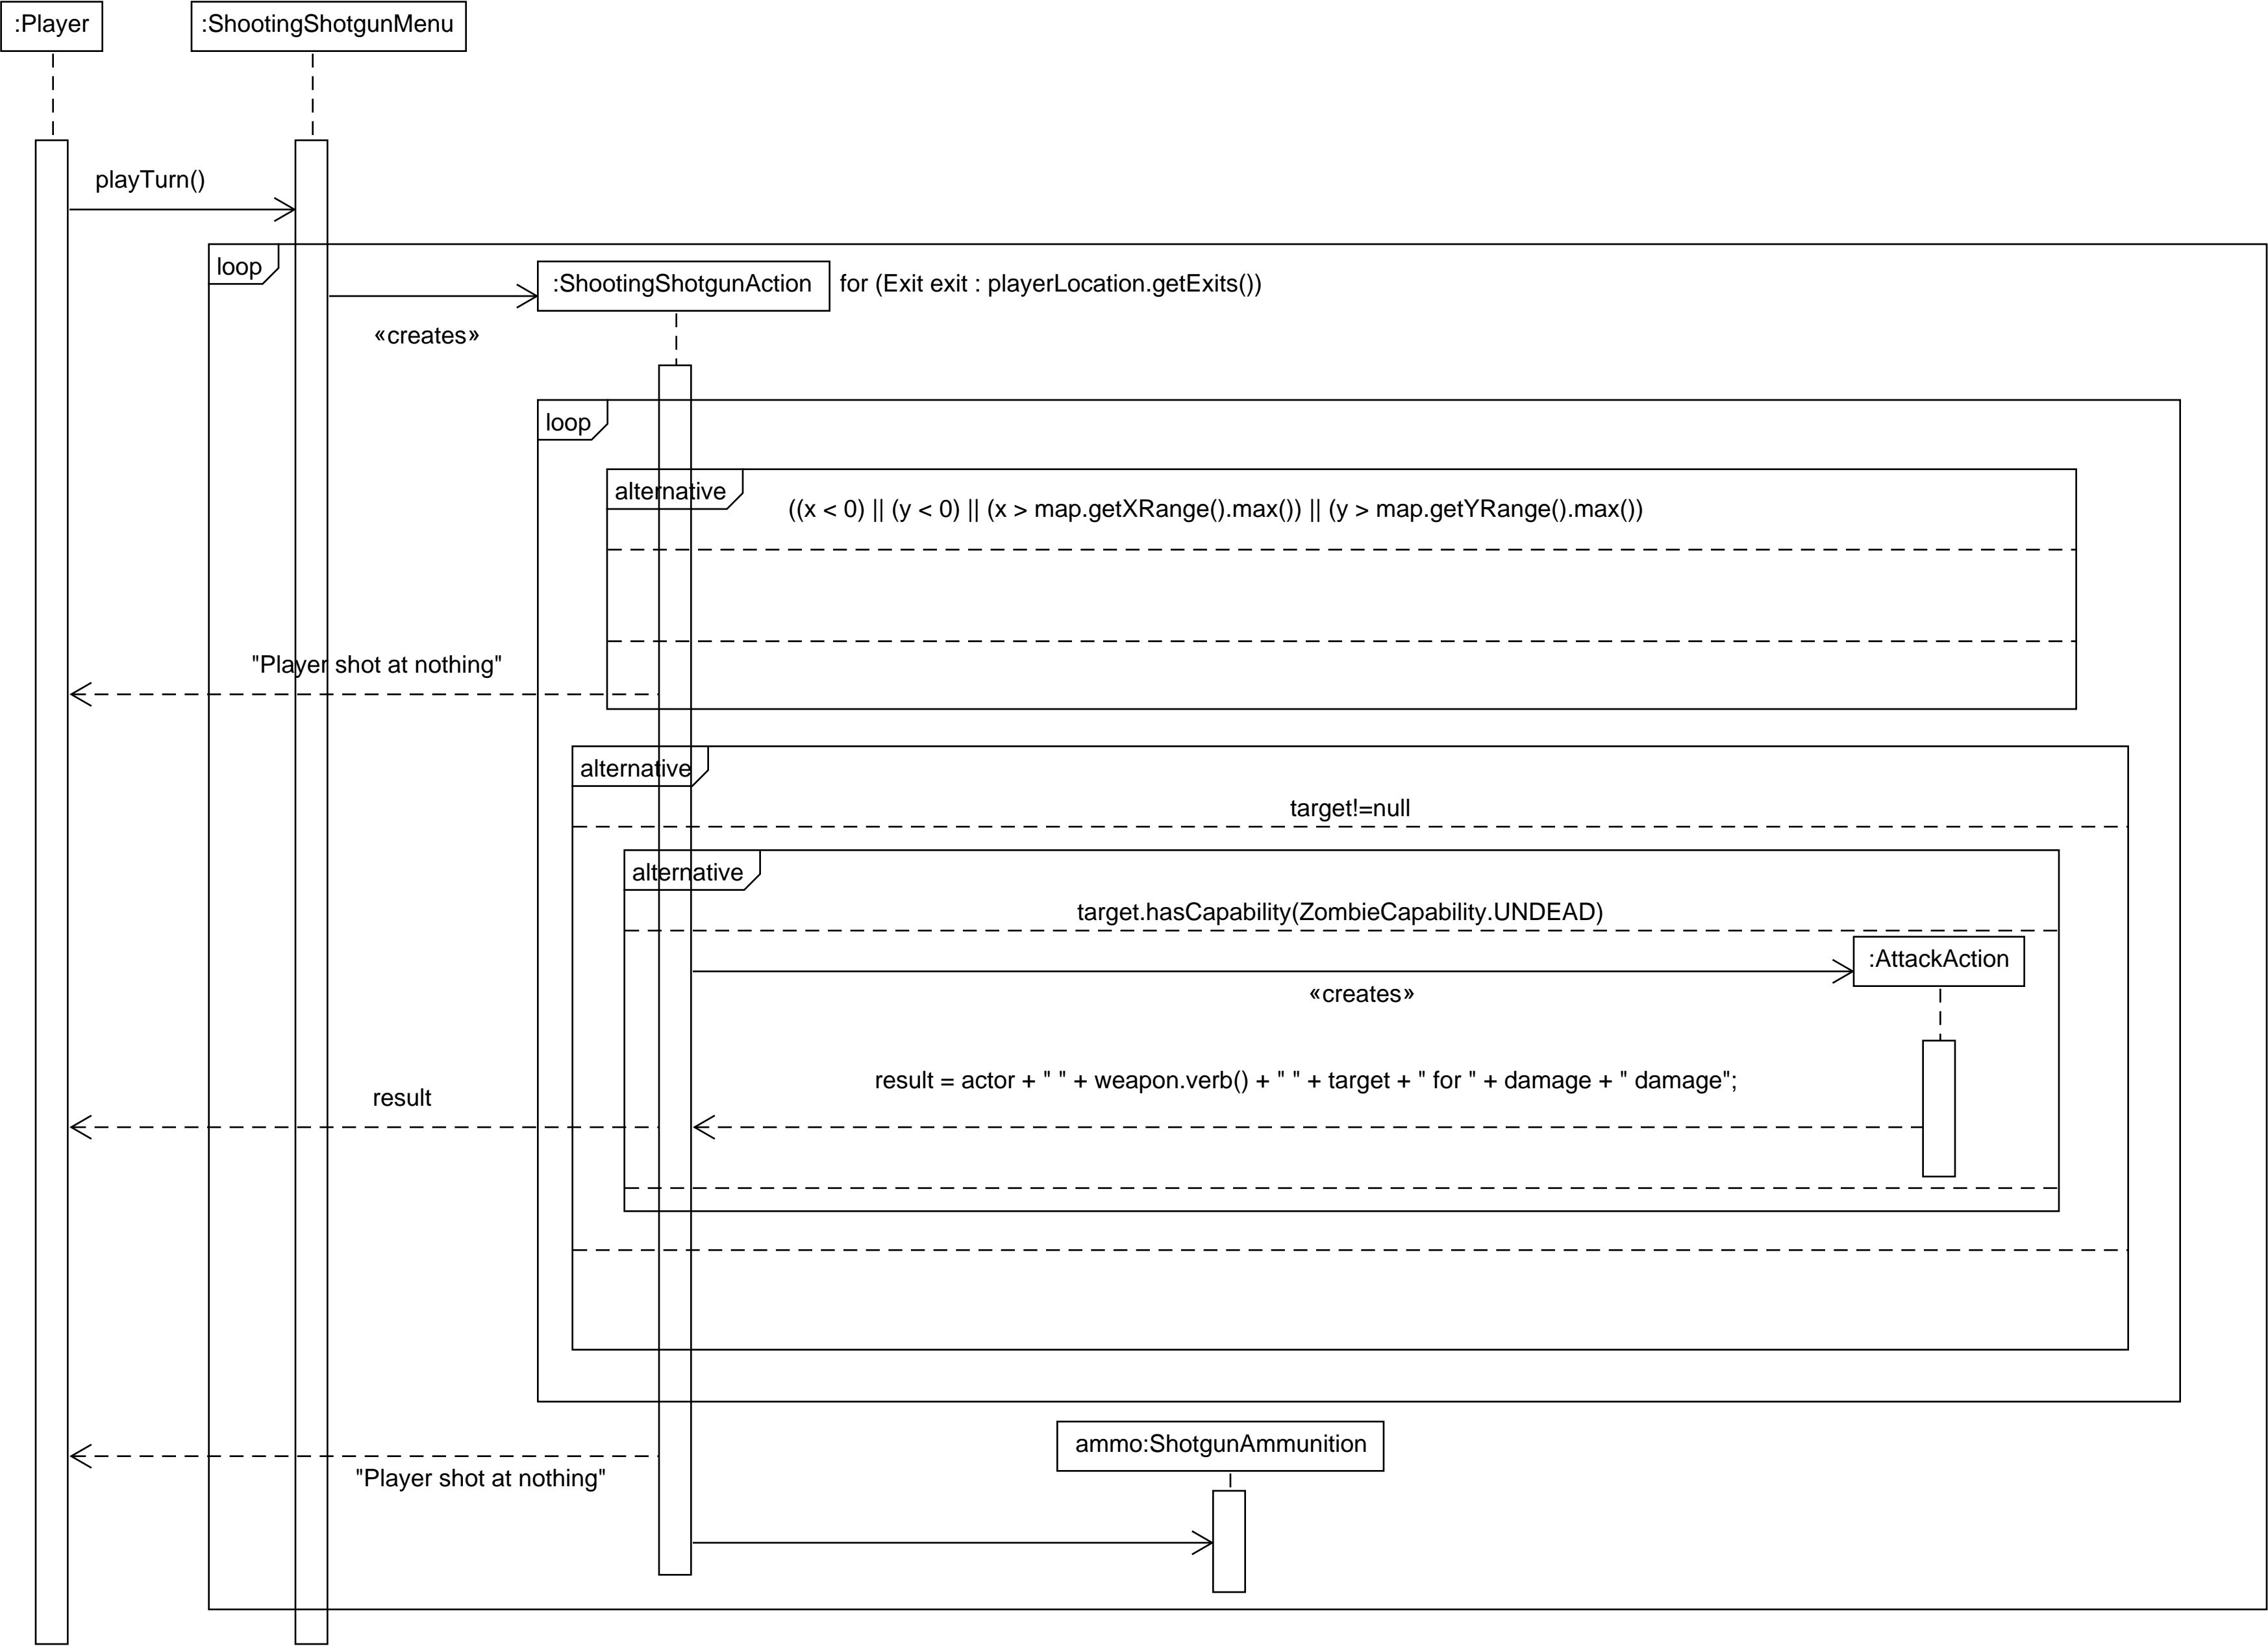 :Player
:ShootingShotgunMenu
playTurn()
loop
:ShootingShotgunAction
for (Exit exit : playerLocation.getExits())
«creates»
loop
alternative
((x < 0) || (y < 0) || (x > map.getXRange().max()) || (y > map.getYRange().max())
"Player shot at nothing"
alternative
target!=null
alternative
target.hasCapability(ZombieCapability.UNDEAD)
:AttackAction
«creates»
result = actor + " " + weapon.verb() + " " + target + " for " + damage + " damage";
result
ammo:ShotgunAmmunition
"Player shot at nothing"